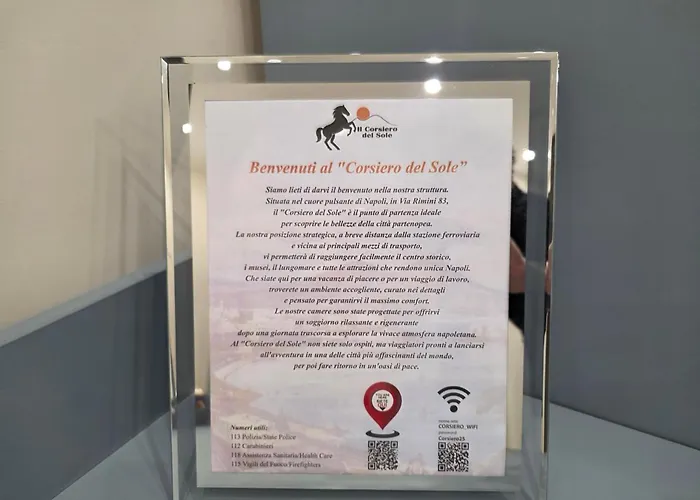 Il Corsiero
del Sole
Benvenuti al "Corsiero del Sole"
Siamo lieti di darvi il benvenuto nella nostra struttura.
Situata nel cuore pulsante di Napoli, in Via Rimini 83,
il "Corsiero del Sole" è il punto di partenza ideale
per scoprire le bellezze della città partenopea.
La nostra posizione strategica, a breve distanza dalla stazione ferroviaria
e vicina ai principali mezzi di trasporto,
vi permetterà di raggiungere facilmente il centro storico,
i musei, il lungomare e tutte le attrazioni che rendono unica Napoli.
Che siate qui per una vacanza di piacere o per un viaggio di lavoro,
troverete un ambiente accogliente, curato nei dettagli
e pensato per garantirvi il massimo comfort.
Le nostre camere sono state progettate per offrirvi
un soggiorno rilassante e rigenerante
dopo una giornata trascorsa a esplorare la vivace atmosfera napoletana.
Al "Corsiero del Sole" non siete solo ospiti, ma viaggiatori pronti a lanciarsi
all'avventura in una delle città più affascinanti del mondo,
per poi fare ritorno in un'oasi di pace.
Numeri utili:
113 Polizia/State Police
112 Carabinieri
118 Assistenza Sanitaria/Health Care
115 Vigili del Fuoco/Firefighters
CORSIERO_WIFI
Corsiero25